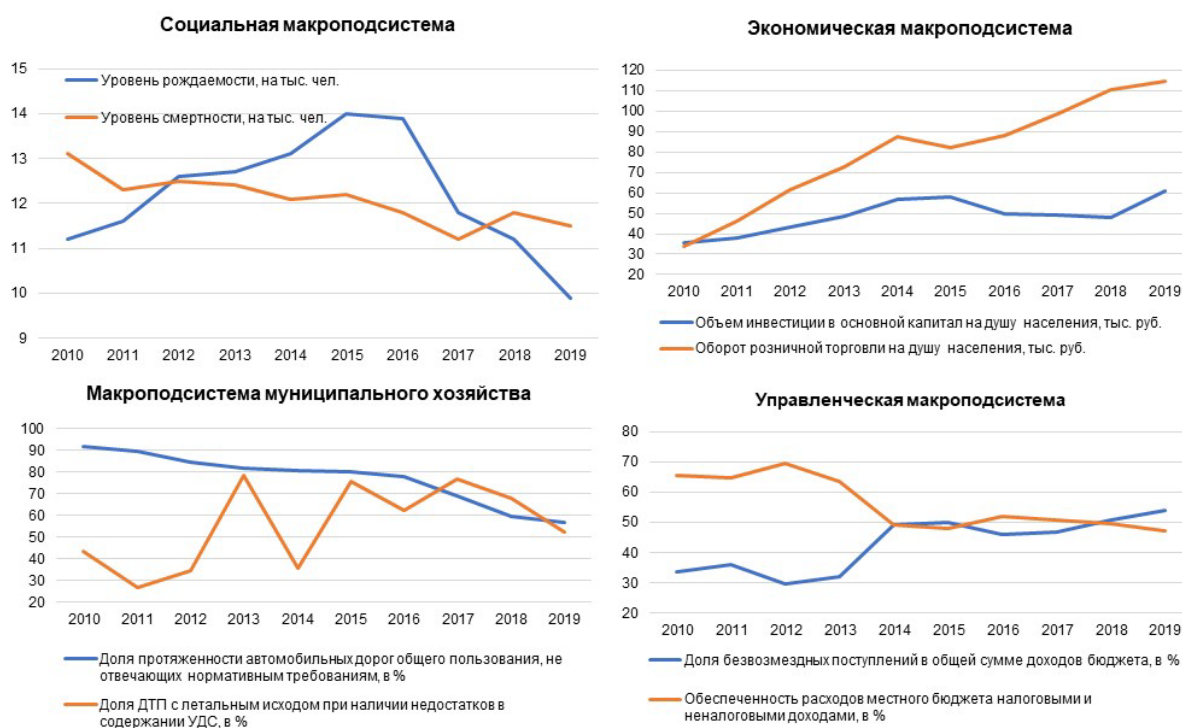 Социальная макроподсистема
15
14
13
12
11
10
9
Уровень рождаемости, на тыс. чел.
Уровень смертности, на тыс. чел.
2010 2011 2012 2013 2014 2015 2016 2017 2018 2019
Экономическая макроподсистема
120
110
100
90
80
70
60
50
40
30
20
2010 2011 2012 2013 2014 2015 2016 2017 2018 2019
Объем инвестиции в основной капитал на душу населения, тыс. руб.
Оборот розничной торговли на душу населения, тыс. руб.
Макроподсистема муниципального хозяйства
100
90
80
70
60
50
40
30
20
2010 2011 2012 2013 2014 2015 2016 2017 2018 2019
Доля протяженности автомобильных дорог общего пользования, не
отвечающих нормативным требованиям, в %
Доля ДТП с летальным исходом при наличии недостатков в
содержании УДС, в %
Управленческая макроподсистема
80
70
60
50
40
30
20
2010 2011 2012 2013 2014 2015 2016 2017 2018 2019
Доля безвозмездных поступлений в общей сумме доходов бюджета, в %
Обеспеченность расходов местного бюджета налоговыми и
неналоговыми доходами, в %